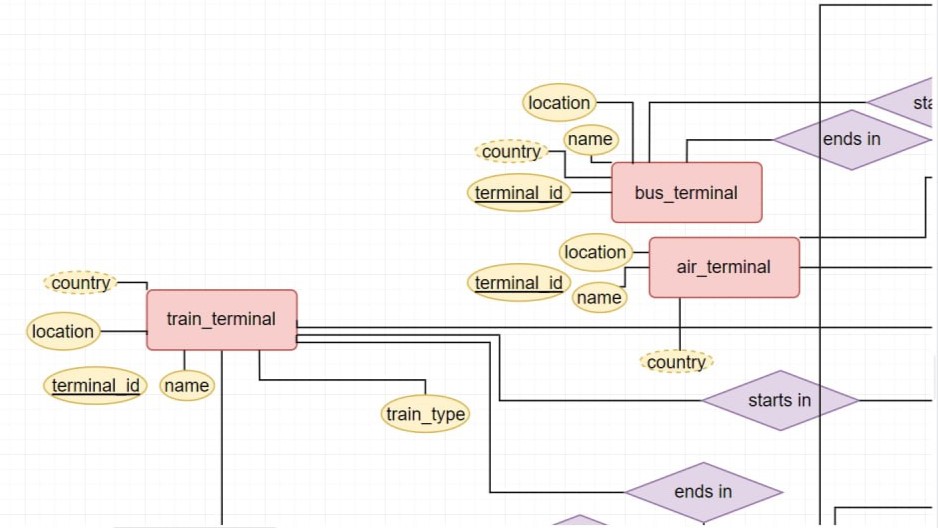 location
sta
name
ends in
country
terminal_id
bus_terminal
location
air_terminal
terminal_id
name
country
train_terminal
location
country
terminal_id
name
train_type
starts in
ends in